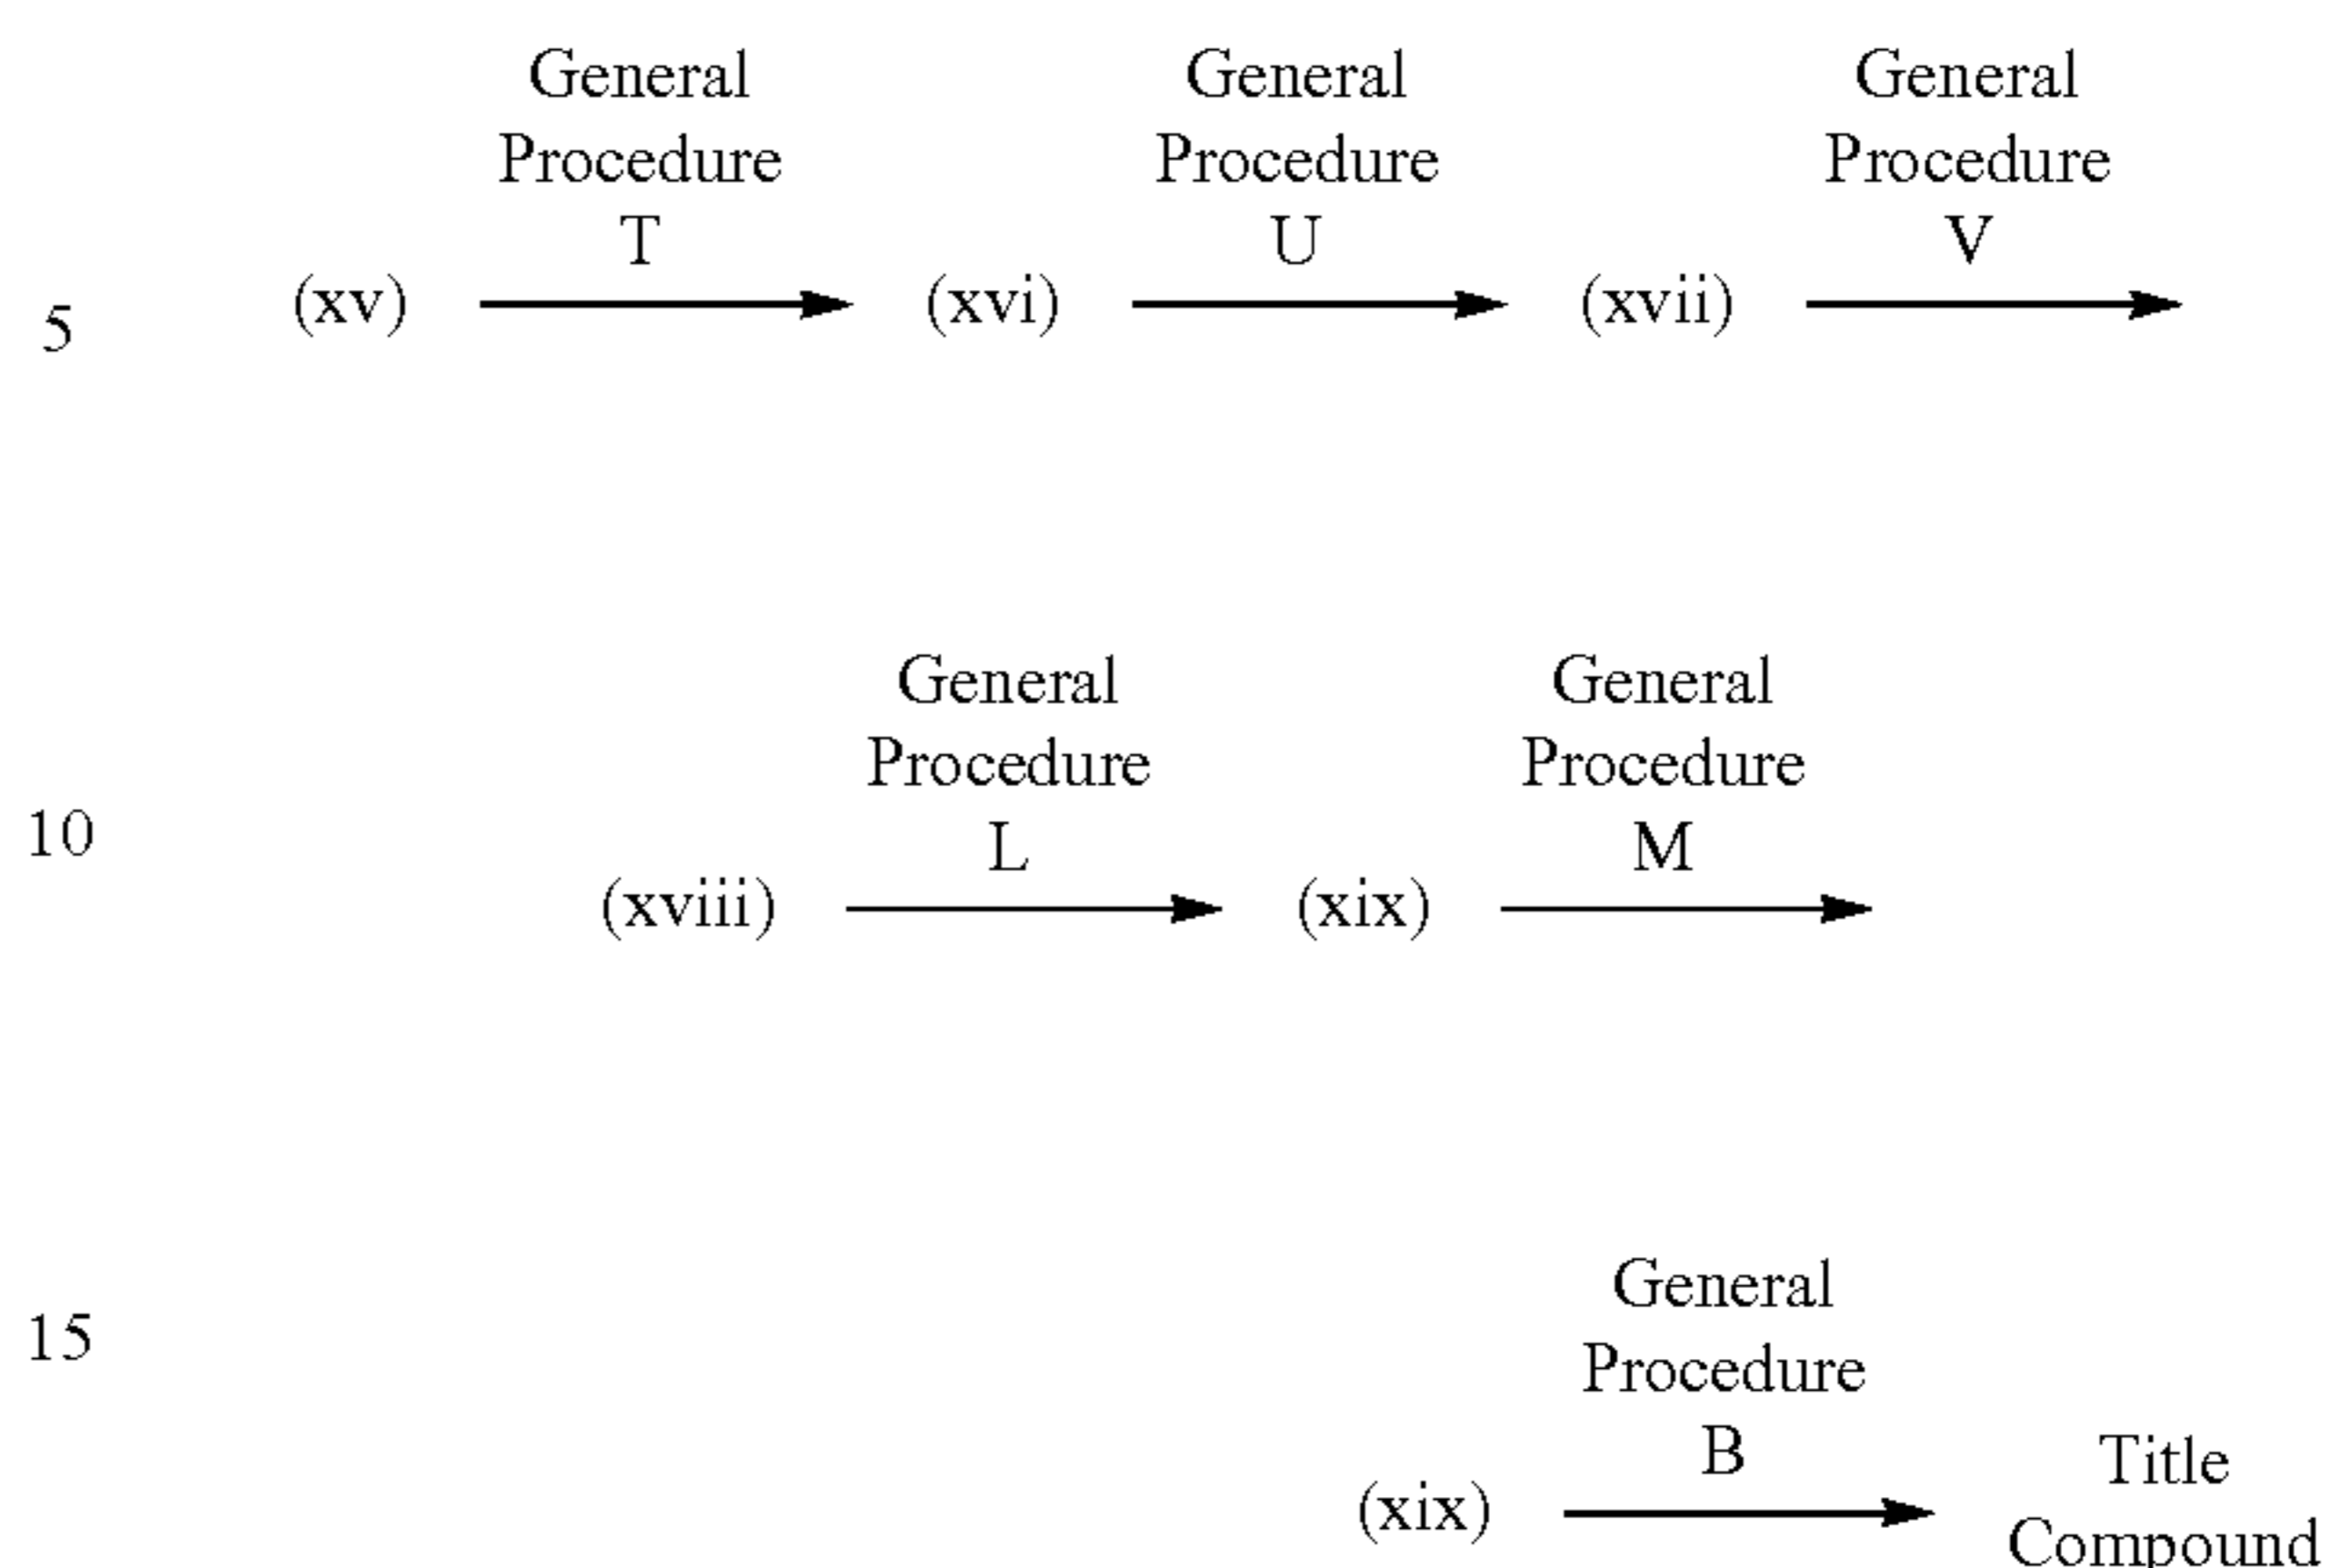 General General General
Procedure Procedure Procedure
T U V
5 (xv) (xvi) (xvii)
General General
Procedure Procedure
L M
10 (xviii) (xix)
General
Procedure
15 B
(xix) Title
Compound